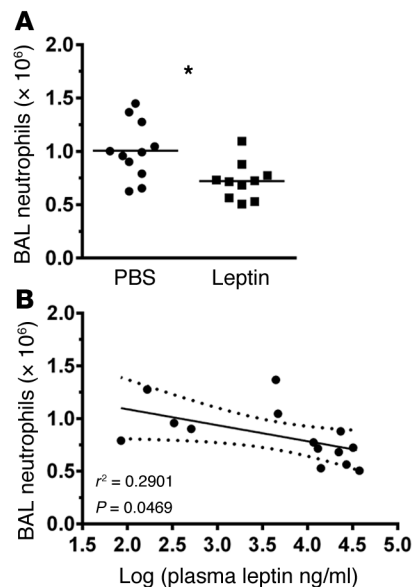 A
BAL neutrophils (× 10⁶)
2.0
1.5
1.0
0.5
0.0
*
PBS Leptin
B
BAL neutrophils (× 10⁶)
2.0
1.5
1.0
0.5
0.0
r² = 0.2901
P = 0.0469
1.5 2.0 2.5 3.0 3.5 4.0 4.5 5.0
Log (plasma leptin ng/ml)